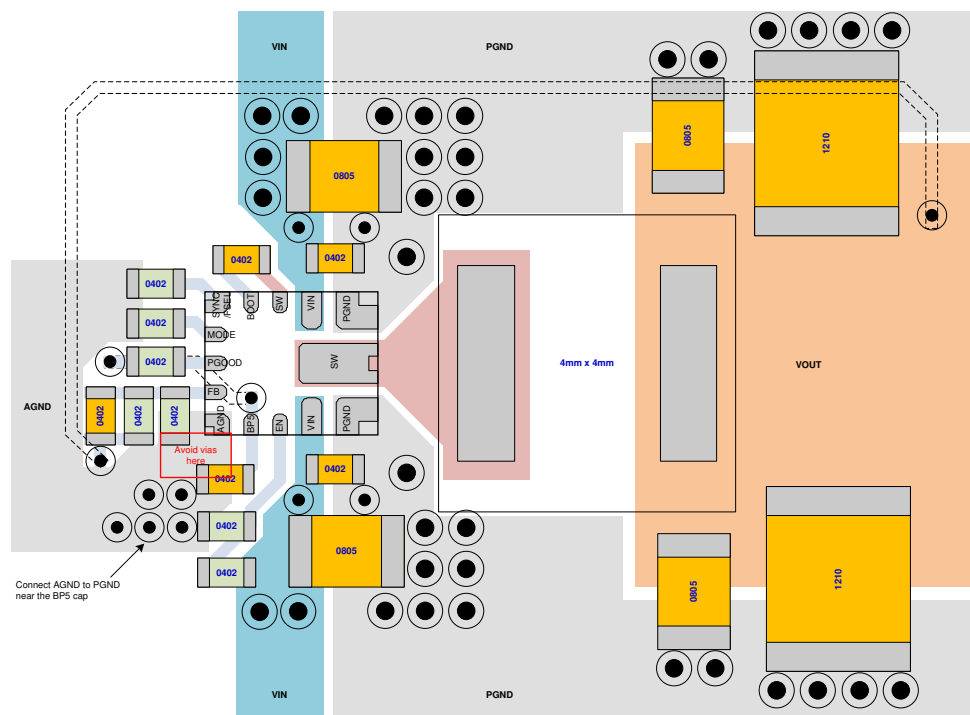 VIN
PGND
0805
1210
0805
0402
0402
0402
SYNC
/PSEL
BOOT
SW
VIN
PGND
0402
MODE
0402
PGOOD
SW
4mm x 4mm
VOUT
FB
AGND
0402
0402
0402
AGND
BP5
EN
VIN
PGND
Avoid vias
here
0402
0402
0402
0805
0402
0805
1210
Connect AGND to PGND
near the BP5 cap
VIN
PGND